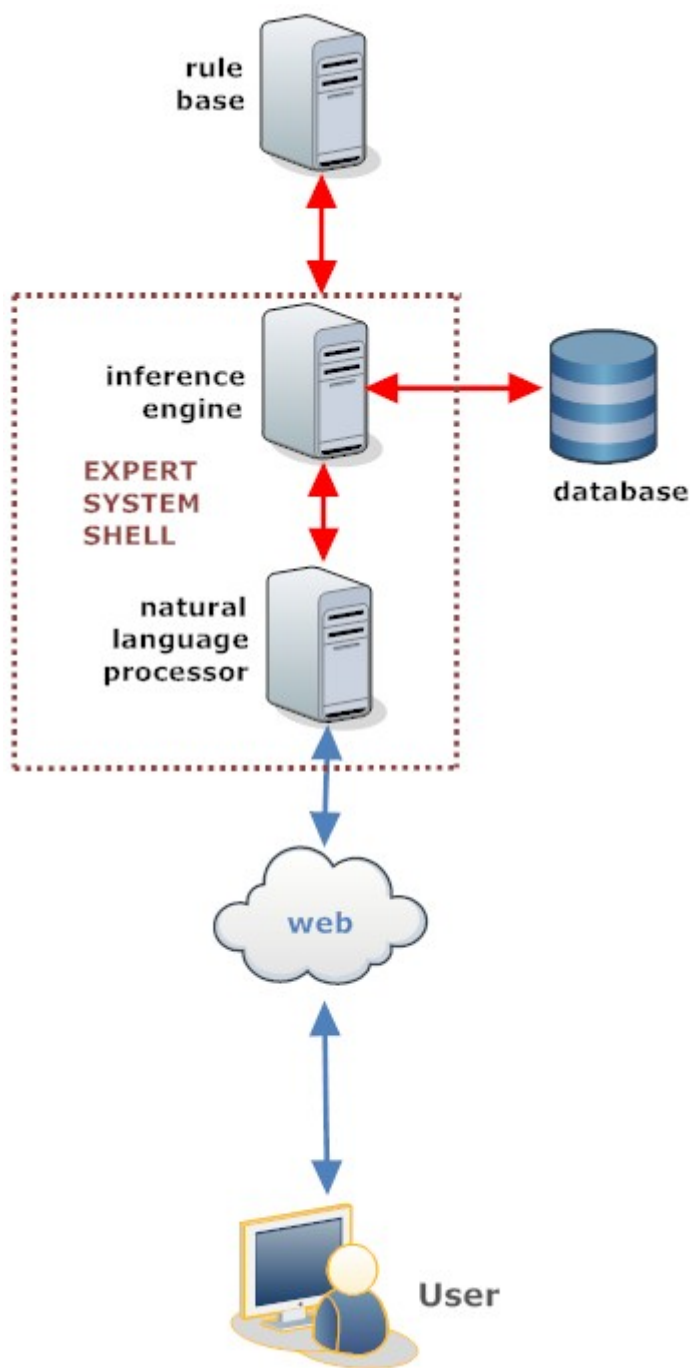 rule
base
inference
engine
database
EXPERT
SYSTEM
SHELL
natural
language
processor
web
User